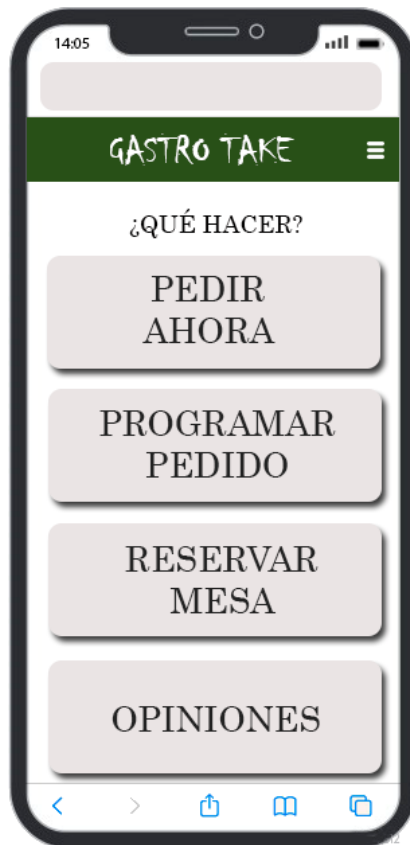 14:05
GASTRO TAKE
¿QUÉ HACER?
PEDIR
AHORA
PROGRAMAR
PEDIDO
RESERVAR
MESA
OPINIONES